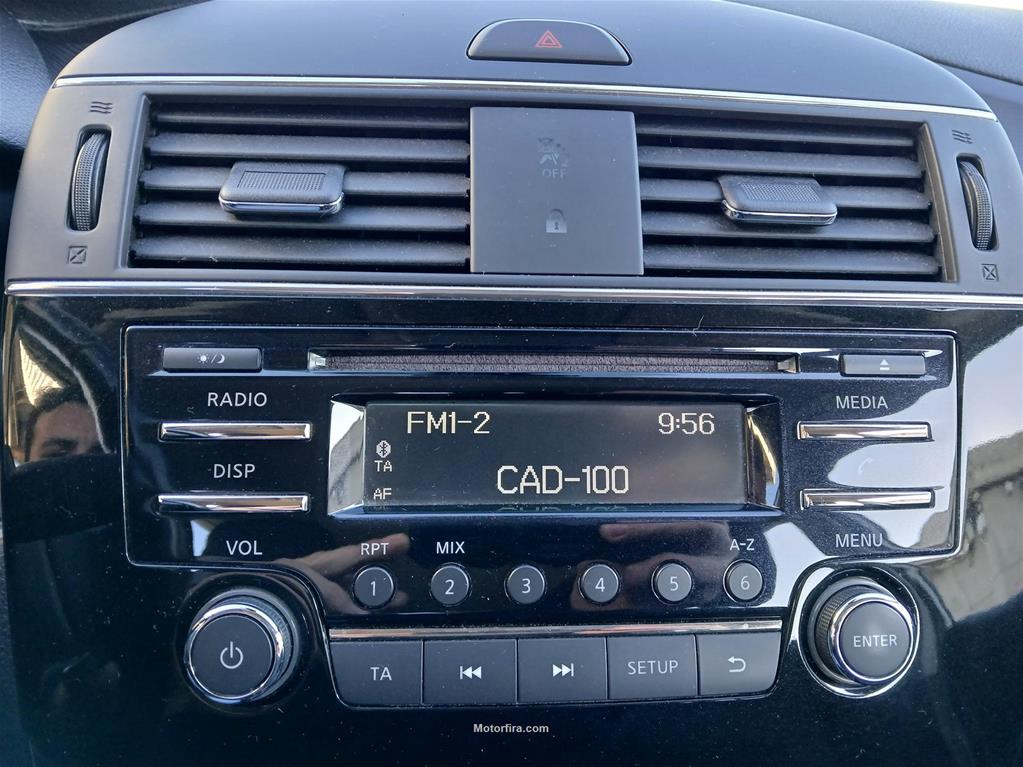 OFF
RADIO
MEDIA
FM1-2 9:56
TA
CAD-100
AF
DISP
VOL
RPT MIX A-Z
MENU
1 2 3 4 5 6
TA SETUP
ENTER
Motorfira.com